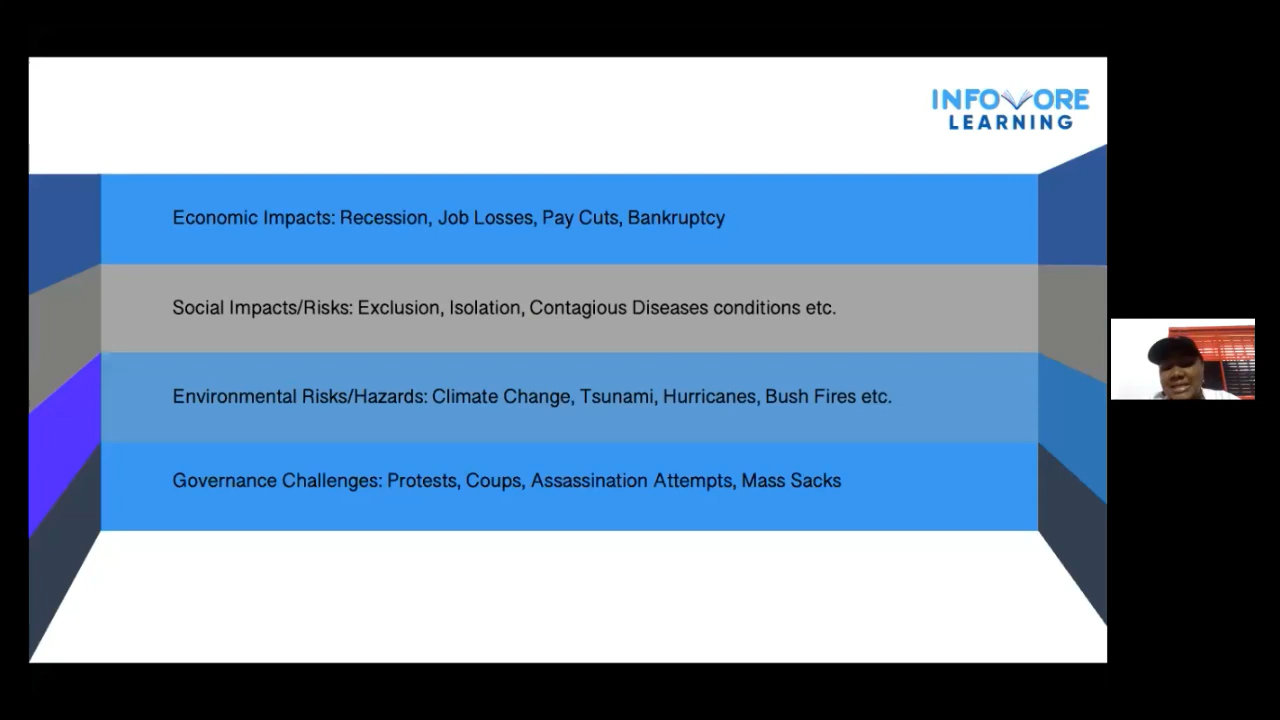 INFOVORE
LEARNING
Economic Impacts: Recession, Job Losses, Pay Cuts, Bankruptcy
Social Impacts/Risks: Exclusion, Isolation, Contagious Diseases conditions etc.
Environmental Risks/Hazards: Climate Change, Tsunami, Hurricanes, Bush Fires etc.
Governance Challenges: Protests, Coups, Assassination Attempts, Mass Sacks